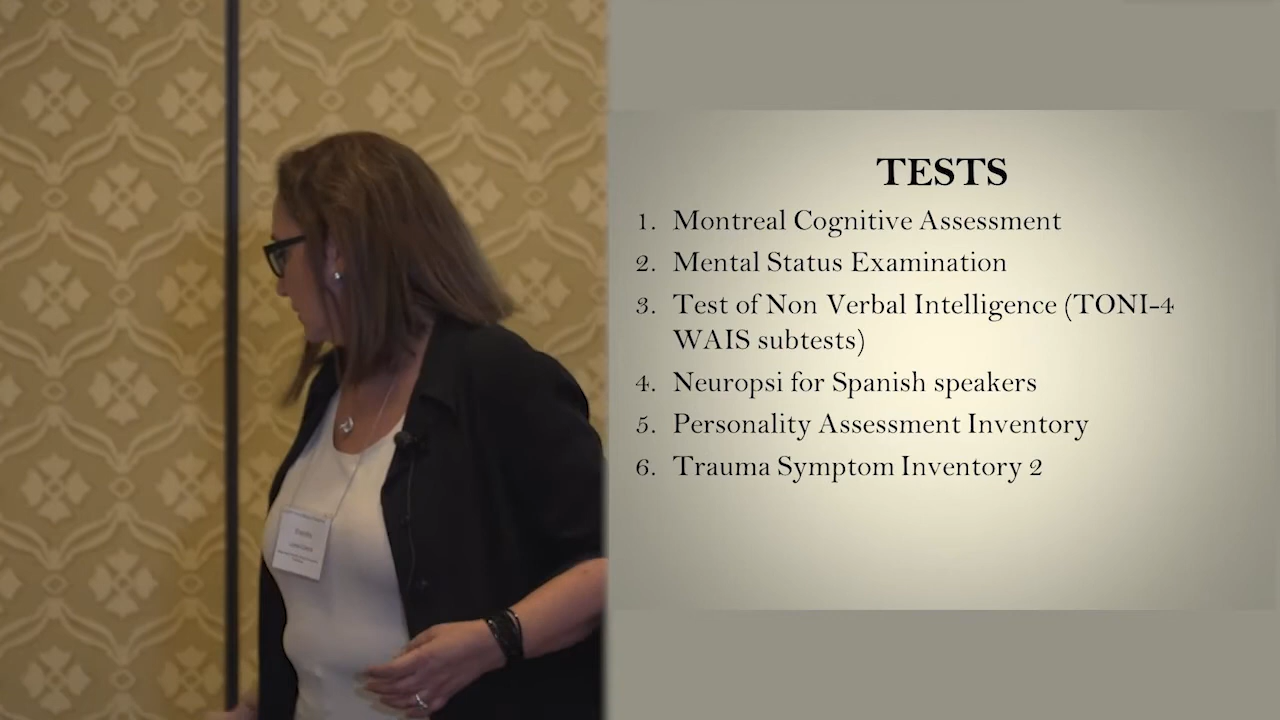 TESTS
1. Montreal Cognitive Assessment
2. Mental Status Examination
3. Test of Non Verbal Intelligence (TONI-4
WAIS subtests)
4. Neuropsi for Spanish speakers
5. Personality Assessment Inventory
6. Trauma Symptom Inventory 2